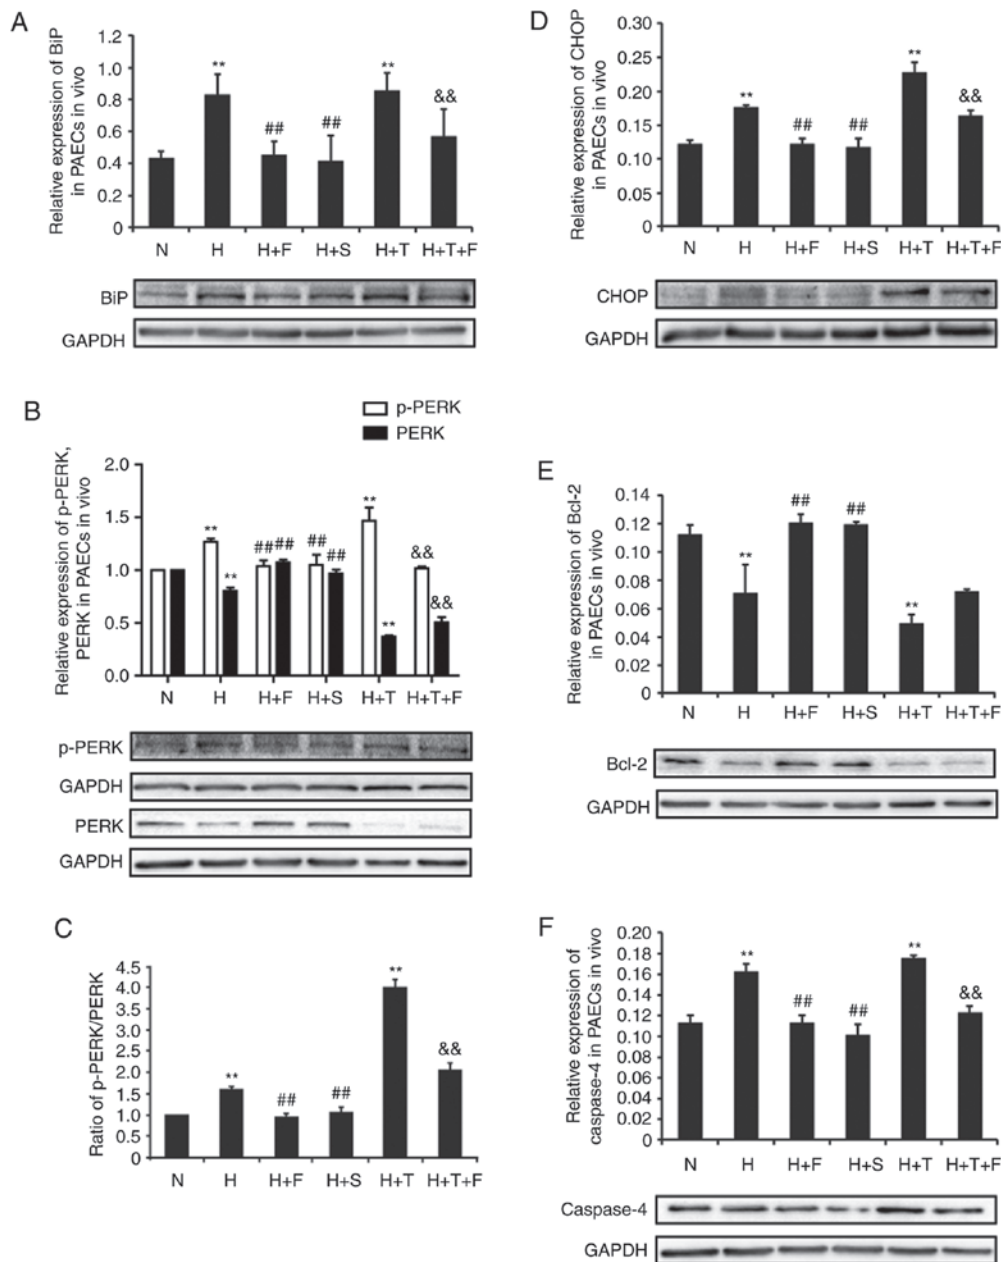 A
Relative expression of BiP
in PAECs in vivo
1.2
1.0
0.8
0.6
0.4
0.2
0
** ## ## ** &&
N H H+F H+S H+T H+T+F
BiP
GAPDH
B
p-PERK
PERK
Relative expression of p-PERK,
PERK in PAECs in vivo
2.0
1.5
1.0
0.5
0.0
** ** ## ## ## ## ** ** && &&
N H H+F H+S H+T H+T+F
p-PERK
GAPDH
PERK
GAPDH
C
Ratio of p-PERK/PERK
4.5
4.0
3.5
3.0
2.5
2.0
1.5
1.0
0.5
0
** ## ## ** &&
N H H+F H+S H+T H+T+F
D
Relative expression of CHOP
in PAECs in vivo
0.30
0.25
0.20
0.15
0.10
0.05
0
** ## ## ** &&
N H H+F H+S H+T H+T+F
CHOP
GAPDH
E
Relative expression of Bcl-2
in PAECs in vivo
0.14
0.12
0.10
0.08
0.06
0.04
0.02
0
** ## ## **
N H H+F H+S H+T H+T+F
Bcl-2
GAPDH
F
Relative expression of
caspase-4 in PAECs in vivo
0.20
0.18
0.16
0.14
0.12
0.10
0.08
0.06
0.04
0.02
0
** ## ## ** &&
N H H+F H+S H+T H+T+F
Caspase-4
GAPDH